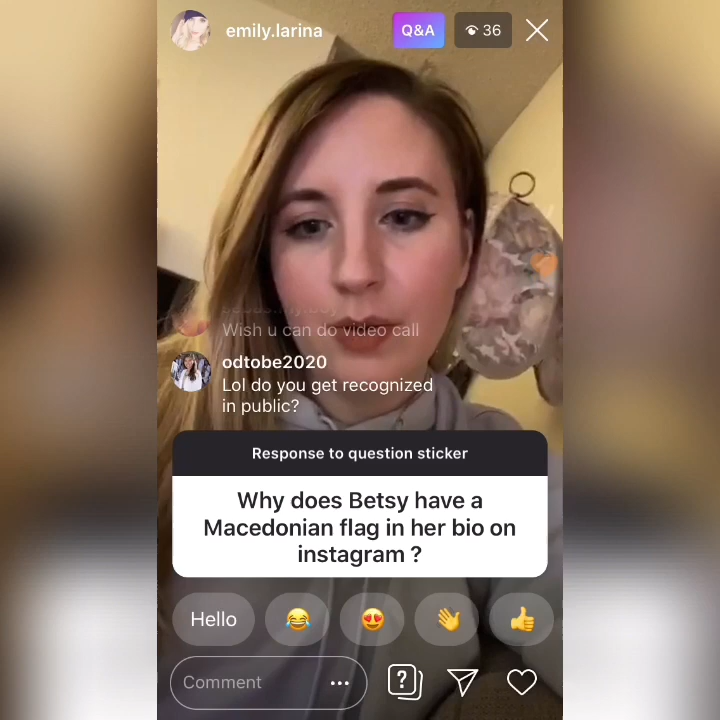 emily.larina
Q&A
36
Wish u can do video call
odtobe2020
Lol do you get recognized
in public?
Response to question sticker
Why does Betsy have a
Macedonian flag in her bio on
instagram ?
Hello
Comment